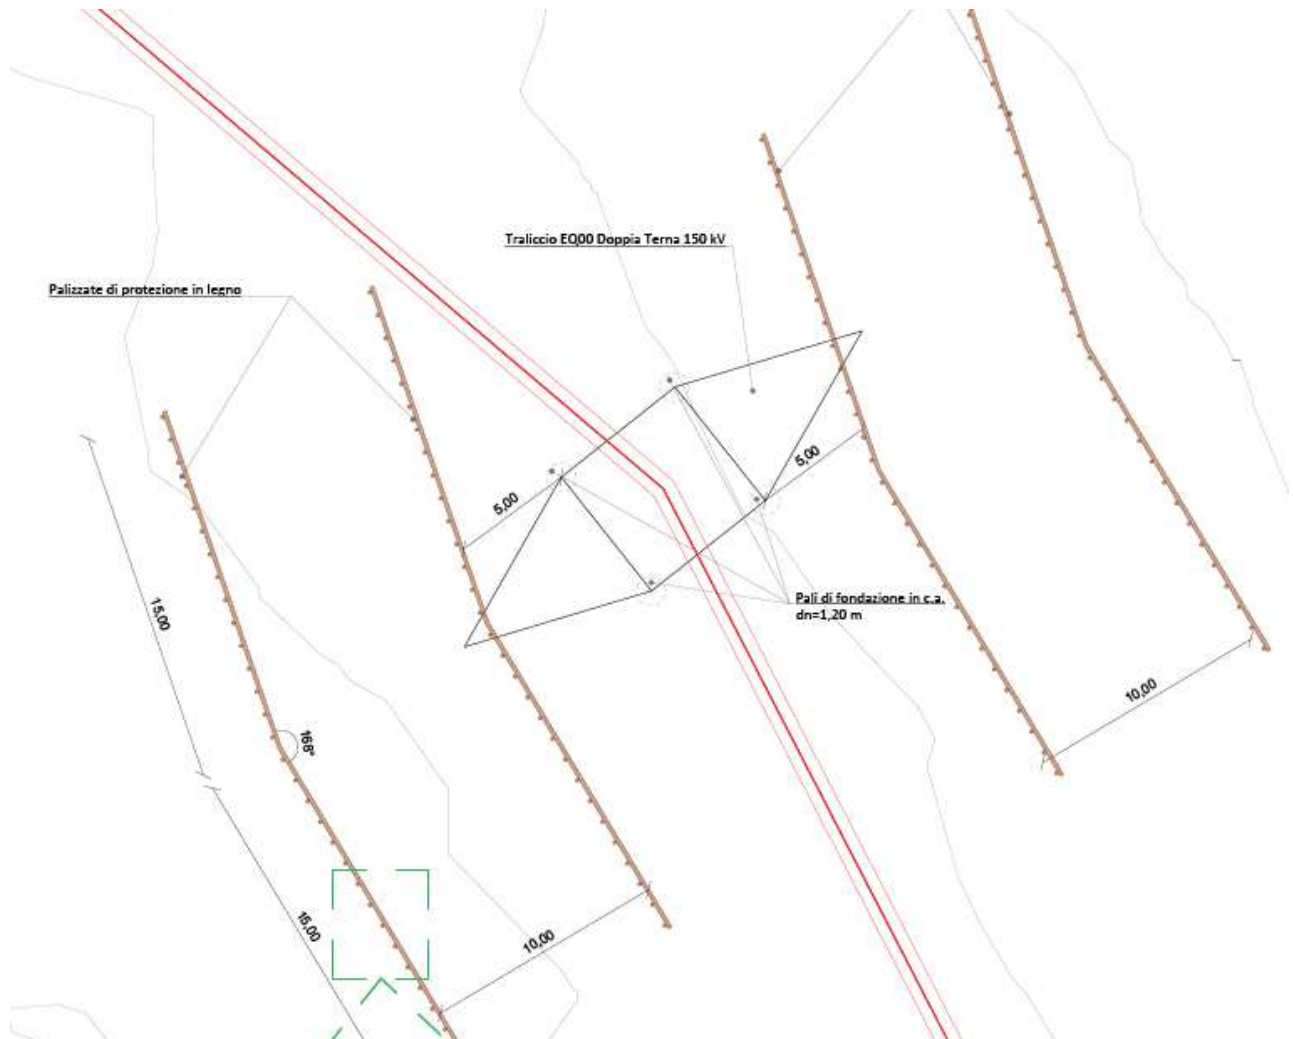 Traliccio EQ00 Doppia Terna 150 kV
Palizzate di protezione in legno
5,00
5,00
Pali di fondazione in c.a.
dn=1,20 m
15,00
10,00
168°
15,00
10,00